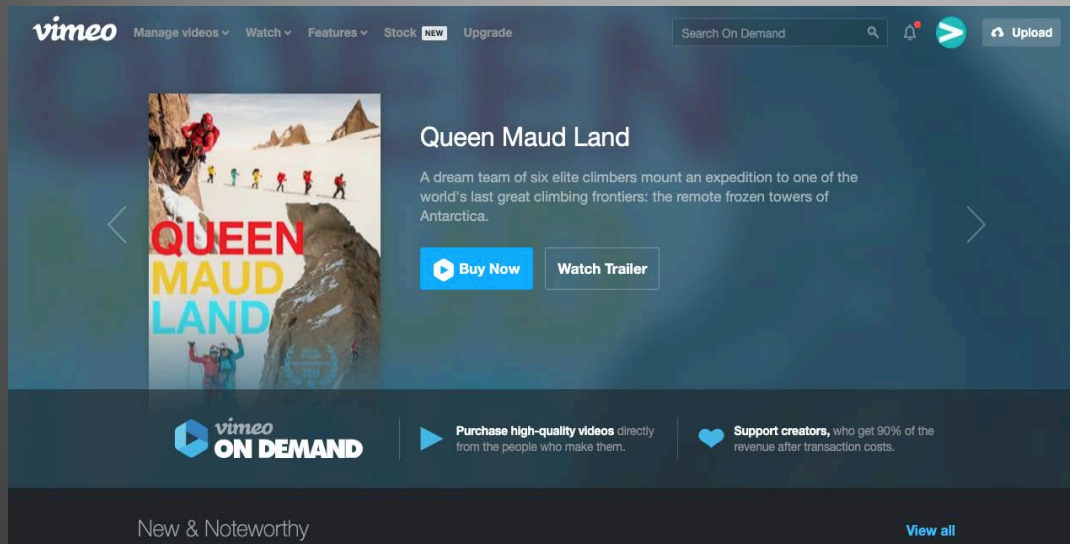 vimeo
Manage videos Watch Features Stock NEW Upgrade
Search On Demand
Upload
QUEEN
MAUD
LAND
2018
Queen Maud Land
A dream team of six elite climbers mount an expedition to one of the
world's last great climbing frontiers: the remote frozen towers of
Antarctica.
Buy Now
Watch Trailer
vimeo
ON DEMAND
Purchase high-quality videos directly
from the people who make them.
Support creators, who get 90% of the
revenue after transaction costs.
New & Noteworthy
View all